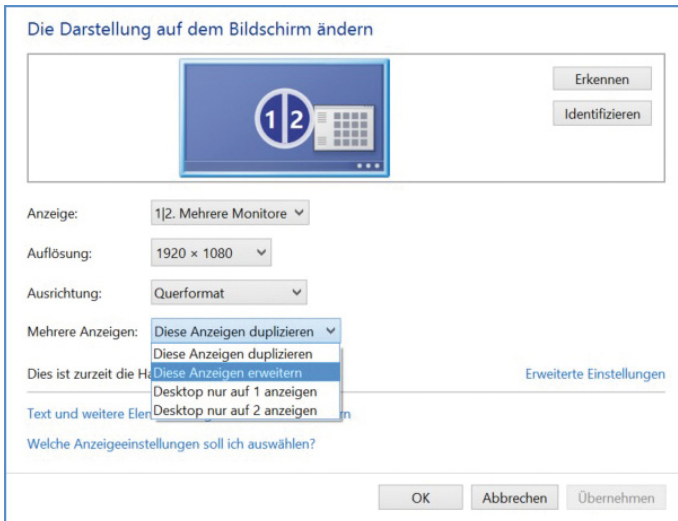 Die Darstellung auf dem Bildschirm ändern
1|2
Erkennen
Identifizieren
Anzeige: 1|2. Mehrere Monitore
Auflösung: 1920 × 1080
Ausrichtung: Querformat
Mehrere Anzeigen: Diese Anzeigen duplizieren
Diese Anzeigen duplizieren
Dies ist zurzeit die Diese Anzeigen erweitern Erweiterte Einstellungen
Desktop nur auf 1 anzeigen
Text und weitere Desktop nur auf 2 anzeigen
Welche Anzeigeeinstellungen soll ich auswählen?
OK Abbrechen Übernehmen